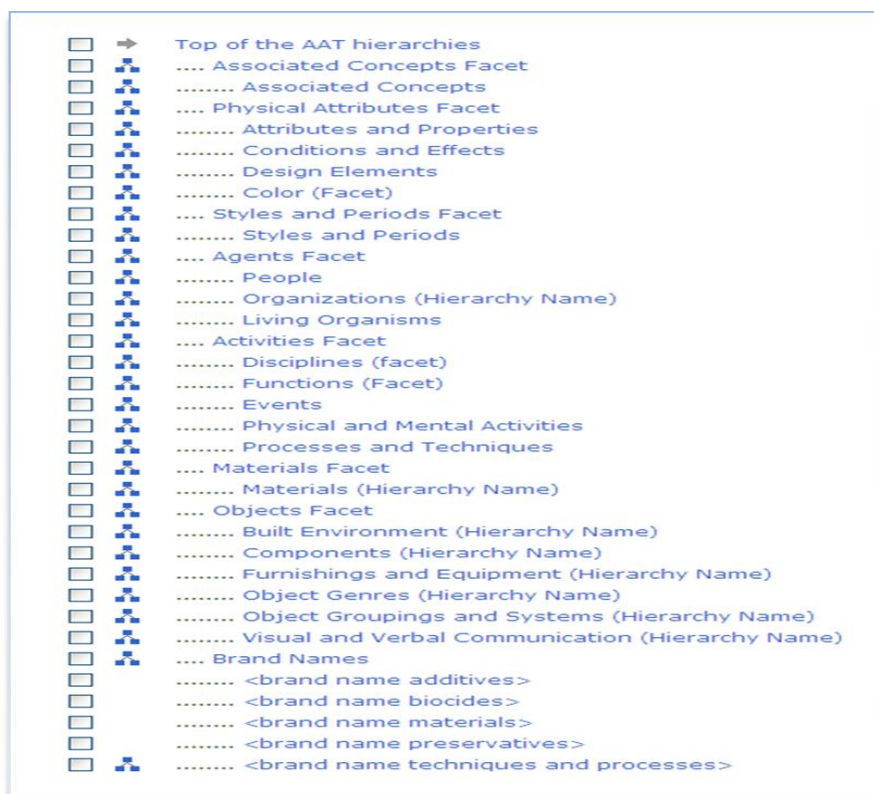 Top of the AAT hierarchies
.... Associated Concepts Facet
........ Associated Concepts
.... Physical Attributes Facet
........ Attributes and Properties
........ Conditions and Effects
........ Design Elements
........ Color (Facet)
.... Styles and Periods Facet
........ Styles and Periods
.... Agents Facet
........ People
........ Organizations (Hierarchy Name)
........ Living Organisms
.... Activities Facet
........ Disciplines (facet)
........ Functions (Facet)
........ Events
........ Physical and Mental Activities
........ Processes and Techniques
.... Materials Facet
........ Materials (Hierarchy Name)
.... Objects Facet
........ Built Environment (Hierarchy Name)
........ Components (Hierarchy Name)
........ Furnishings and Equipment (Hierarchy Name)
........ Object Genres (Hierarchy Name)
........ Object Groupings and Systems (Hierarchy Name)
........ Visual and Verbal Communication (Hierarchy Name)
.... Brand Names
........ <brand name additives>
........ <brand name biocides>
........ <brand name materials>
........ <brand name preservatives>
........ <brand name techniques and processes>